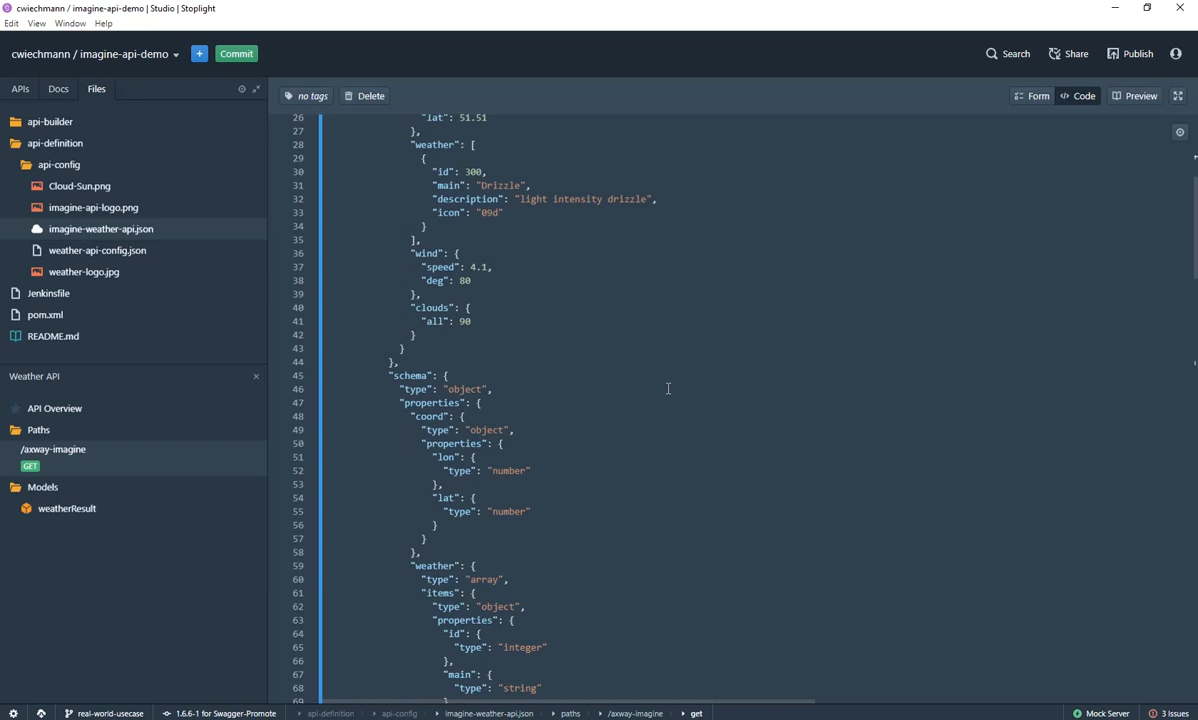 cwiechmann / imagine-api-demo | Studio | Stoplight
Edit View Window Help
cwiechmann / imagine-api-demo + Commit Search Share Publish
APIs Docs Files no tags Delete Form </> Code Preview
api-builder
api-definition
api-config
Cloud-Sun.png
imagine-api-logo.png
imagine-weather-api.json
weather-api-config.json
weather-logo.jpg
Jenkinsfile
pom.xml
README.md
Weather API
API Overview
Paths
/axway-imagine
GET
Models
weatherResult
26 "lat": 51.51
27 },
28 "weather": [
29 {
30 "id": 300,
31 "main": "Drizzle",
32 "description": "light intensity drizzle",
33 "icon": "09d"
34 }
35 ],
36 "wind": {
37 "speed": 4.1,
38 "deg": 80
39 },
40 "clouds": {
41 "all": 90
42 }
43 }
44 },
45 "schema": {
46 "type": "object",
47 "properties": {
48 "coord": {
49 "type": "object",
50 "properties": {
51 "lon": {
52 "type": "number"
53 },
54 "lat": {
55 "type": "number"
56 }
57 }
58 },
59 "weather": {
60 "type": "array",
61 "items": {
62 "type": "object",
63 "properties": {
64 "id": {
65 "type": "integer"
66 },
67 "main": {
68 "type": "string"
69 }
real-world-usecase 1.6.6-1 for Swagger-Promote api-definition api-config imagine-weather-api.json paths /axway-imagine get Mock Server 3 Issues